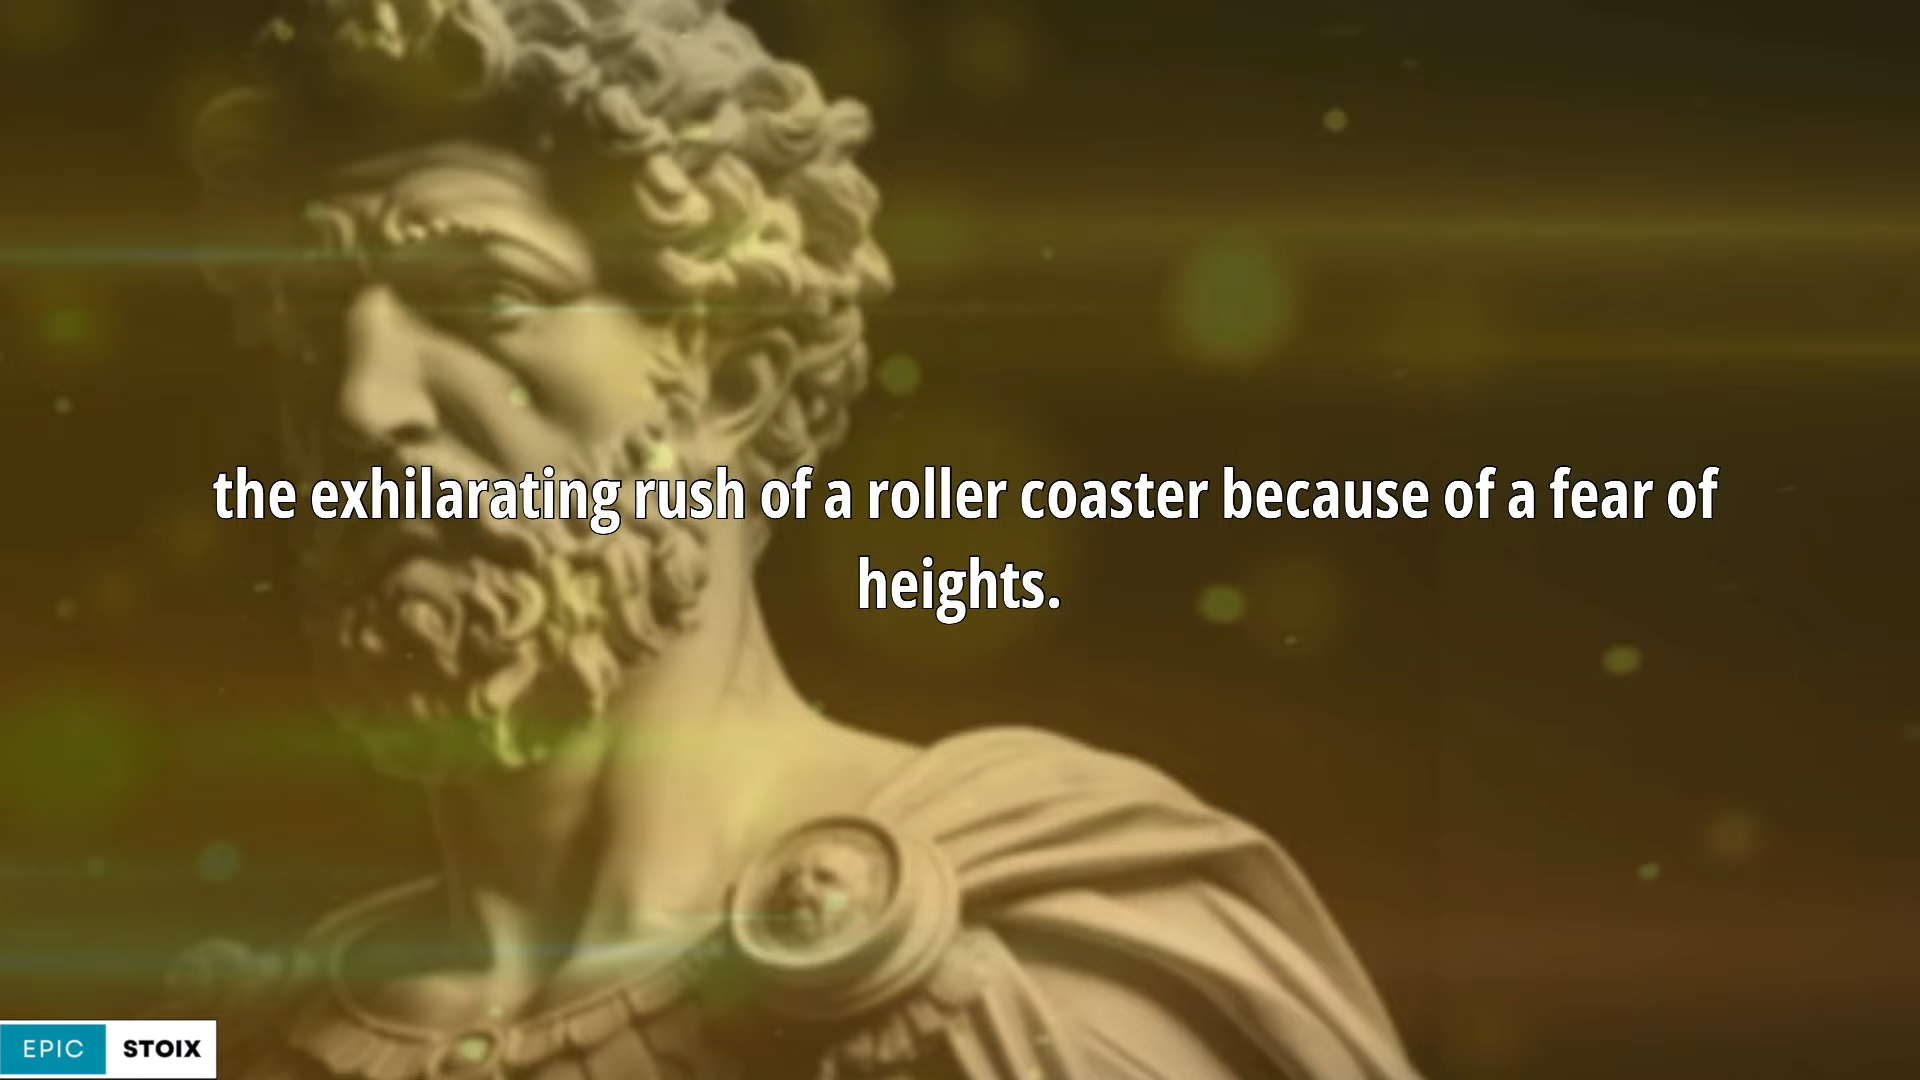 the exhilarating rush of a roller coaster because of a fear of
heights.
EPIC STOIX